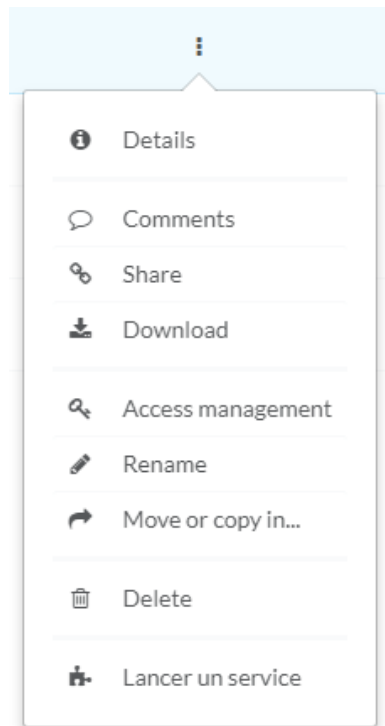 Details
Comments
Share
Download
Access management
Rename
Move or copy in...
Delete
Lancer un service